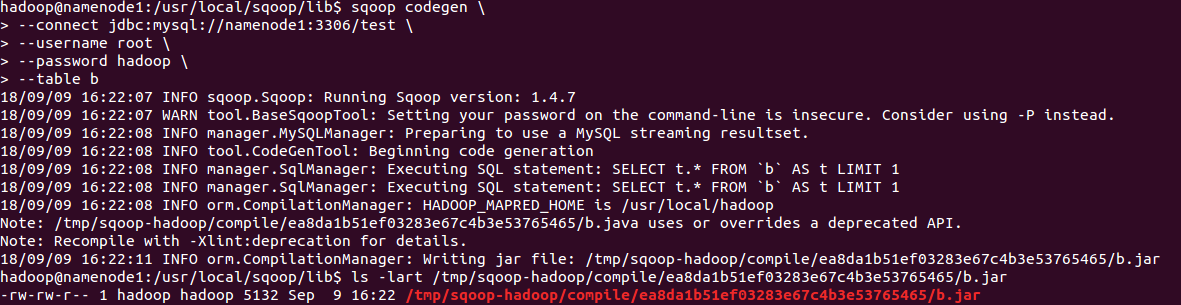 hadoop@namenode1:/usr/local/sqoop/lib$ sqoop codegen \
> --connect jdbc:mysql://namenode1:3306/test \
> --username root \
> --password hadoop \
> --table b
18/09/09 16:22:07 INFO sqoop.Sqoop: Running Sqoop version: 1.4.7
18/09/09 16:22:07 WARN tool.BaseSqoopTool: Setting your password on the command-line is insecure. Consider using -P instead.
18/09/09 16:22:08 INFO manager.MySQLManager: Preparing to use a MySQL streaming resultset.
18/09/09 16:22:08 INFO tool.CodeGenTool: Beginning code generation
18/09/09 16:22:08 INFO manager.SqlManager: Executing SQL statement: SELECT t.* FROM `b` AS t LIMIT 1
18/09/09 16:22:08 INFO manager.SqlManager: Executing SQL statement: SELECT t.* FROM `b` AS t LIMIT 1
18/09/09 16:22:08 INFO orm.CompilationManager: HADOOP_MAPRED_HOME is /usr/local/hadoop
Note: /tmp/sqoop-hadoop/compile/ea8da1b51ef03283e67c4b3e53765465/b.java uses or overrides a deprecated API.
Note: Recompile with -Xlint:deprecation for details.
18/09/09 16:22:11 INFO orm.CompilationManager: Writing jar file: /tmp/sqoop-hadoop/compile/ea8da1b51ef03283e67c4b3e53765465/b.jar
hadoop@namenode1:/usr/local/sqoop/lib$ ls -lart /tmp/sqoop-hadoop/compile/ea8da1b51ef03283e67c4b3e53765465/b.jar
-rw-rw-r-- 1 hadoop hadoop 5132 Sep  9 16:22 /tmp/sqoop-hadoop/compile/ea8da1b51ef03283e67c4b3e53765465/b.jar